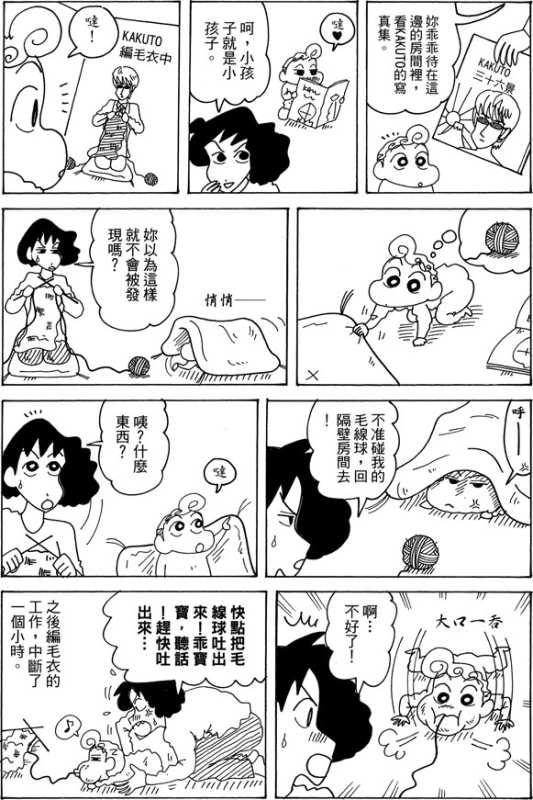 妳乖乖待在這
邊的房間裡，
看KAKUTO的寫
真集。
KAKUTO
三十六景
噠♥
呵，小孩
子就是小
孩子。
KAKUTO
編毛衣中
噠！
妳以為這樣
就不會被發
現嗎？
悄悄——
呼——
不准碰我的
毛線球，回
隔壁房間去
！
噠
咦？什麼
東西？
大口一吞
啊…
不好了！
快點把毛
線球吐出
來！乖寶
寶，聽話
！趕快吐
出來…
之後編毛衣的
工作，中斷了
一個小時。